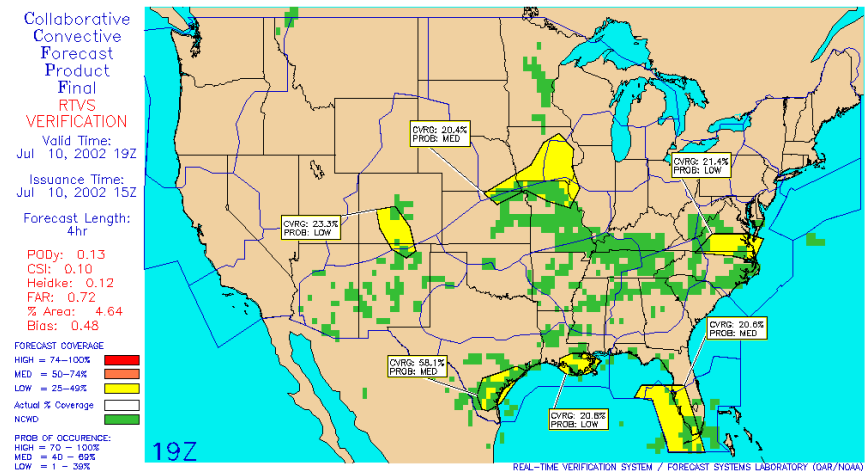 Collaborative
Convective
Forecast
Product
Final
RTVS
VERIFICATION
Valid Time:
Jul 10, 2002 19Z
Issuance Time:
Jul 10, 2002 15Z
Forecast Length:
4hr
PODy: 0.13
CSI: 0.10
Heidke: 0.12
FAR: 0.72
% Area: 4.64
Bias: 0.48
FORECAST COVERAGE
HIGH = 74-100%
MED = 50-74%
LOW = 25-49%
Actual % Coverage
NCWD
PROB OF OCCURENCE:
HIGH = 70 - 100%
MED = 40 - 69%
LOW = 1 - 39%
CVRG: 20.4%
PROB: MED
CVRG: 21.4%
PROB: LOW
CVRG: 23.3%
PROB: LOW
CVRG: 20.6%
PROB: MED
CVRG: 58.1%
PROB: MED
CVRG: 20.8%
PROB: LOW
19Z
REAL-TIME VERIFICATION SYSTEM / FORECAST SYSTEMS LABORATORY (OAR/NOAA)